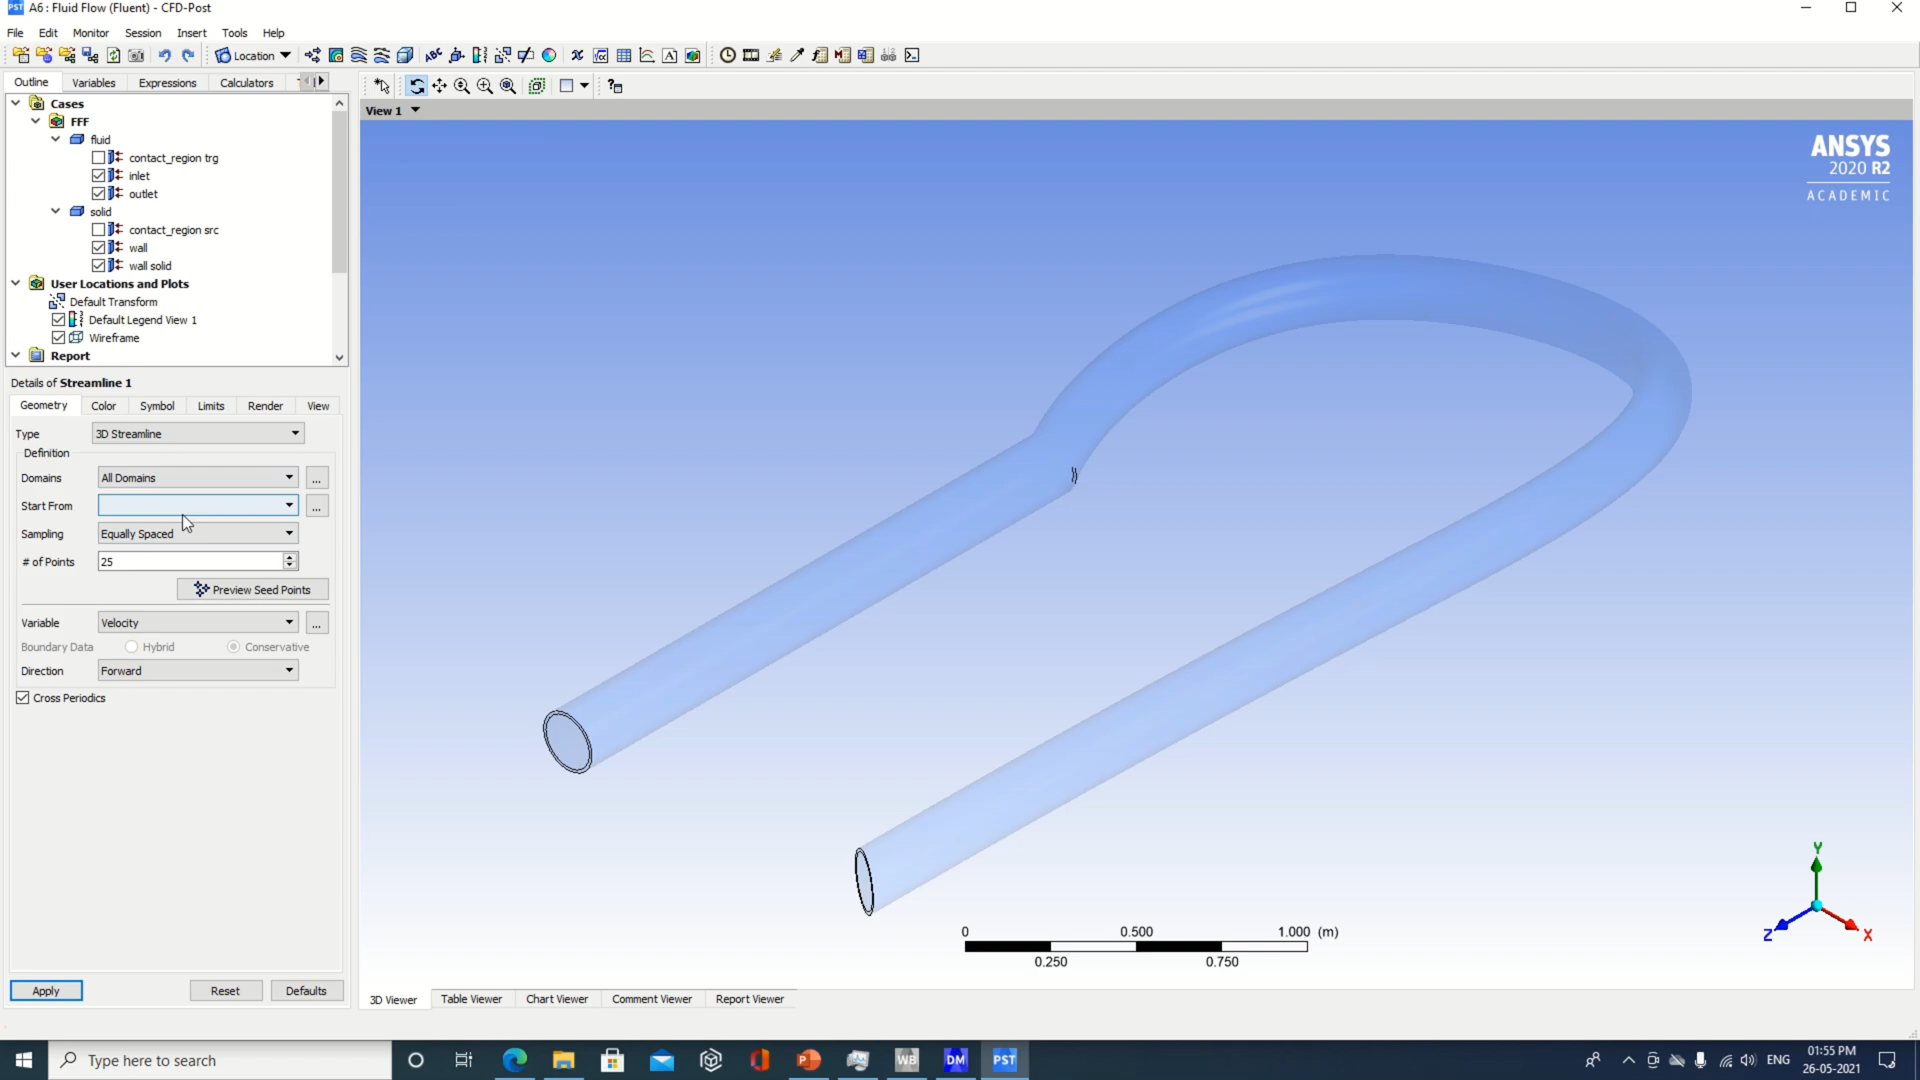 PST A6 : Fluid Flow (Fluent) - CFD-Post
File Edit Monitor Session Insert Tools Help
Location
Outline Variables Expressions Calculators
View 1
Cases
FFF
fluid
contact_region trg
inlet
outlet
solid
contact_region src
wall
wall solid
User Locations and Plots
Default Transform
Default Legend View 1
Wireframe
Report
ANSYS
2020 R2
ACADEMIC
Details of Streamline 1
Geometry Color Symbol Limits Render View
Type 3D Streamline
Definition
Domains All Domains ...
Start From ...
Sampling Equally Spaced
# of Points 25
Preview Seed Points
Variable Velocity ...
Boundary Data Hybrid Conservative
Direction Forward
Cross Periodics
Y
Z X
0 0.500 1.000 (m)
0.250 0.750
Apply Reset Defaults
3D Viewer Table Viewer Chart Viewer Comment Viewer Report Viewer
Type here to search
WB DM PST
ENG
01:55 PM
26-05-2021